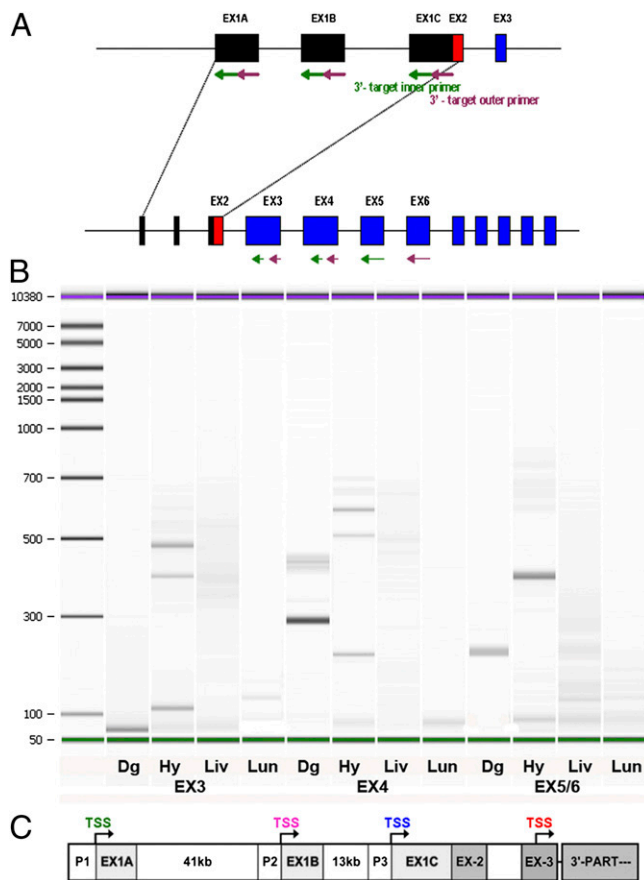 A
EX1A EX1B EX1C EX2 EX3
3'- target inner primer
3'- target outer primer
EX2 EX3 EX4 EX5 EX6
B
10380
7000
5000
3000
2000
1500
1000
700
500
300
100
50
Dg Hy Liv Lun Dg Hy Liv Lun Dg Hy Liv Lun
EX3 EX4 EX5/6
C
TSS TSS TSS TSS
P1 EX1A 41kb P2 EX1B 13kb P3 EX1C EX-2 EX-3 3'-PART---